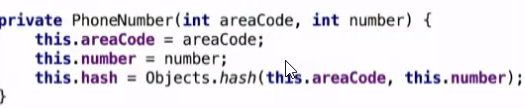 private PhoneNumber(int areaCode, int number) {
this.areaCode = areaCode;
this.number = number;
this.hash = Objects.hash(this.areaCode, this.number);
}